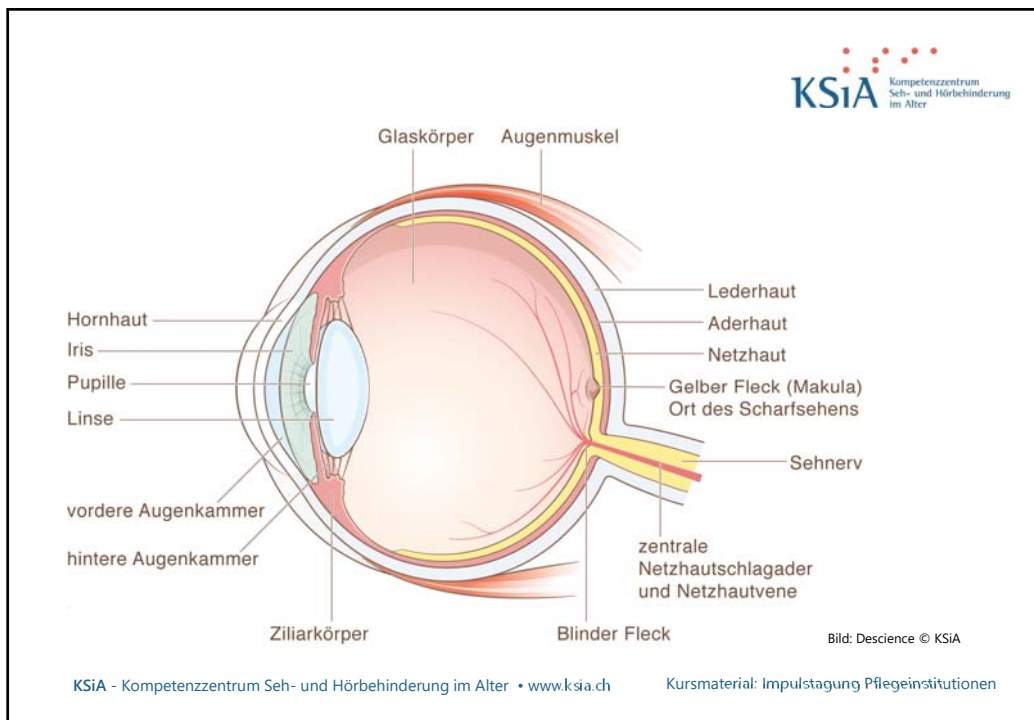 KSiA Kompetenzzentrum
Seh- und Hörbehinderung
im Alter
Glaskörper
Augenmuskel
Hornhaut
Iris
Pupille
Linse
vordere Augenkammer
hintere Augenkammer
Ziliarkörper
Lederhaut
Aderhaut
Netzhaut
Gelber Fleck (Makula)
Ort des Scharfsehens
Sehnerv
zentrale
Netzhautschlagader
und Netzhautvene
Blinder Fleck
Bild: Descience © KSiA
KSiA - Kompetenzzentrum Seh- und Hörbehinderung im Alter • www.ksia.ch
Kursmaterial: Impulstagung Pflegeinstitutionen